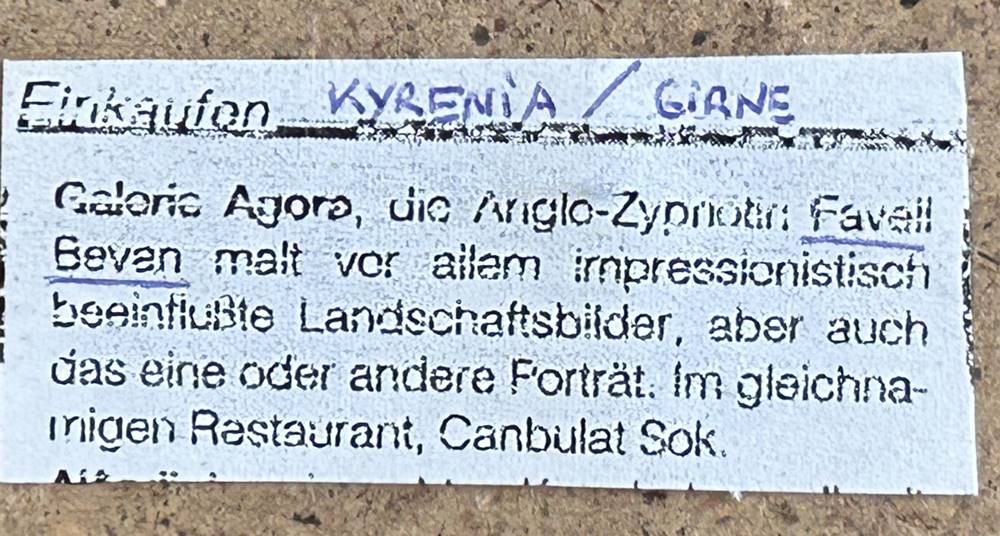 Einkaufen KYRENIA / GIRNE
Galerie Agora, die Anglo-Zypriotin Favell
Bevan malt vor allem impressionistisch
beeinflußte Landschaftsbilder, aber auch
das eine oder andere Porträt. Im gleichna-
migen Restaurant, Canbulat Sok.